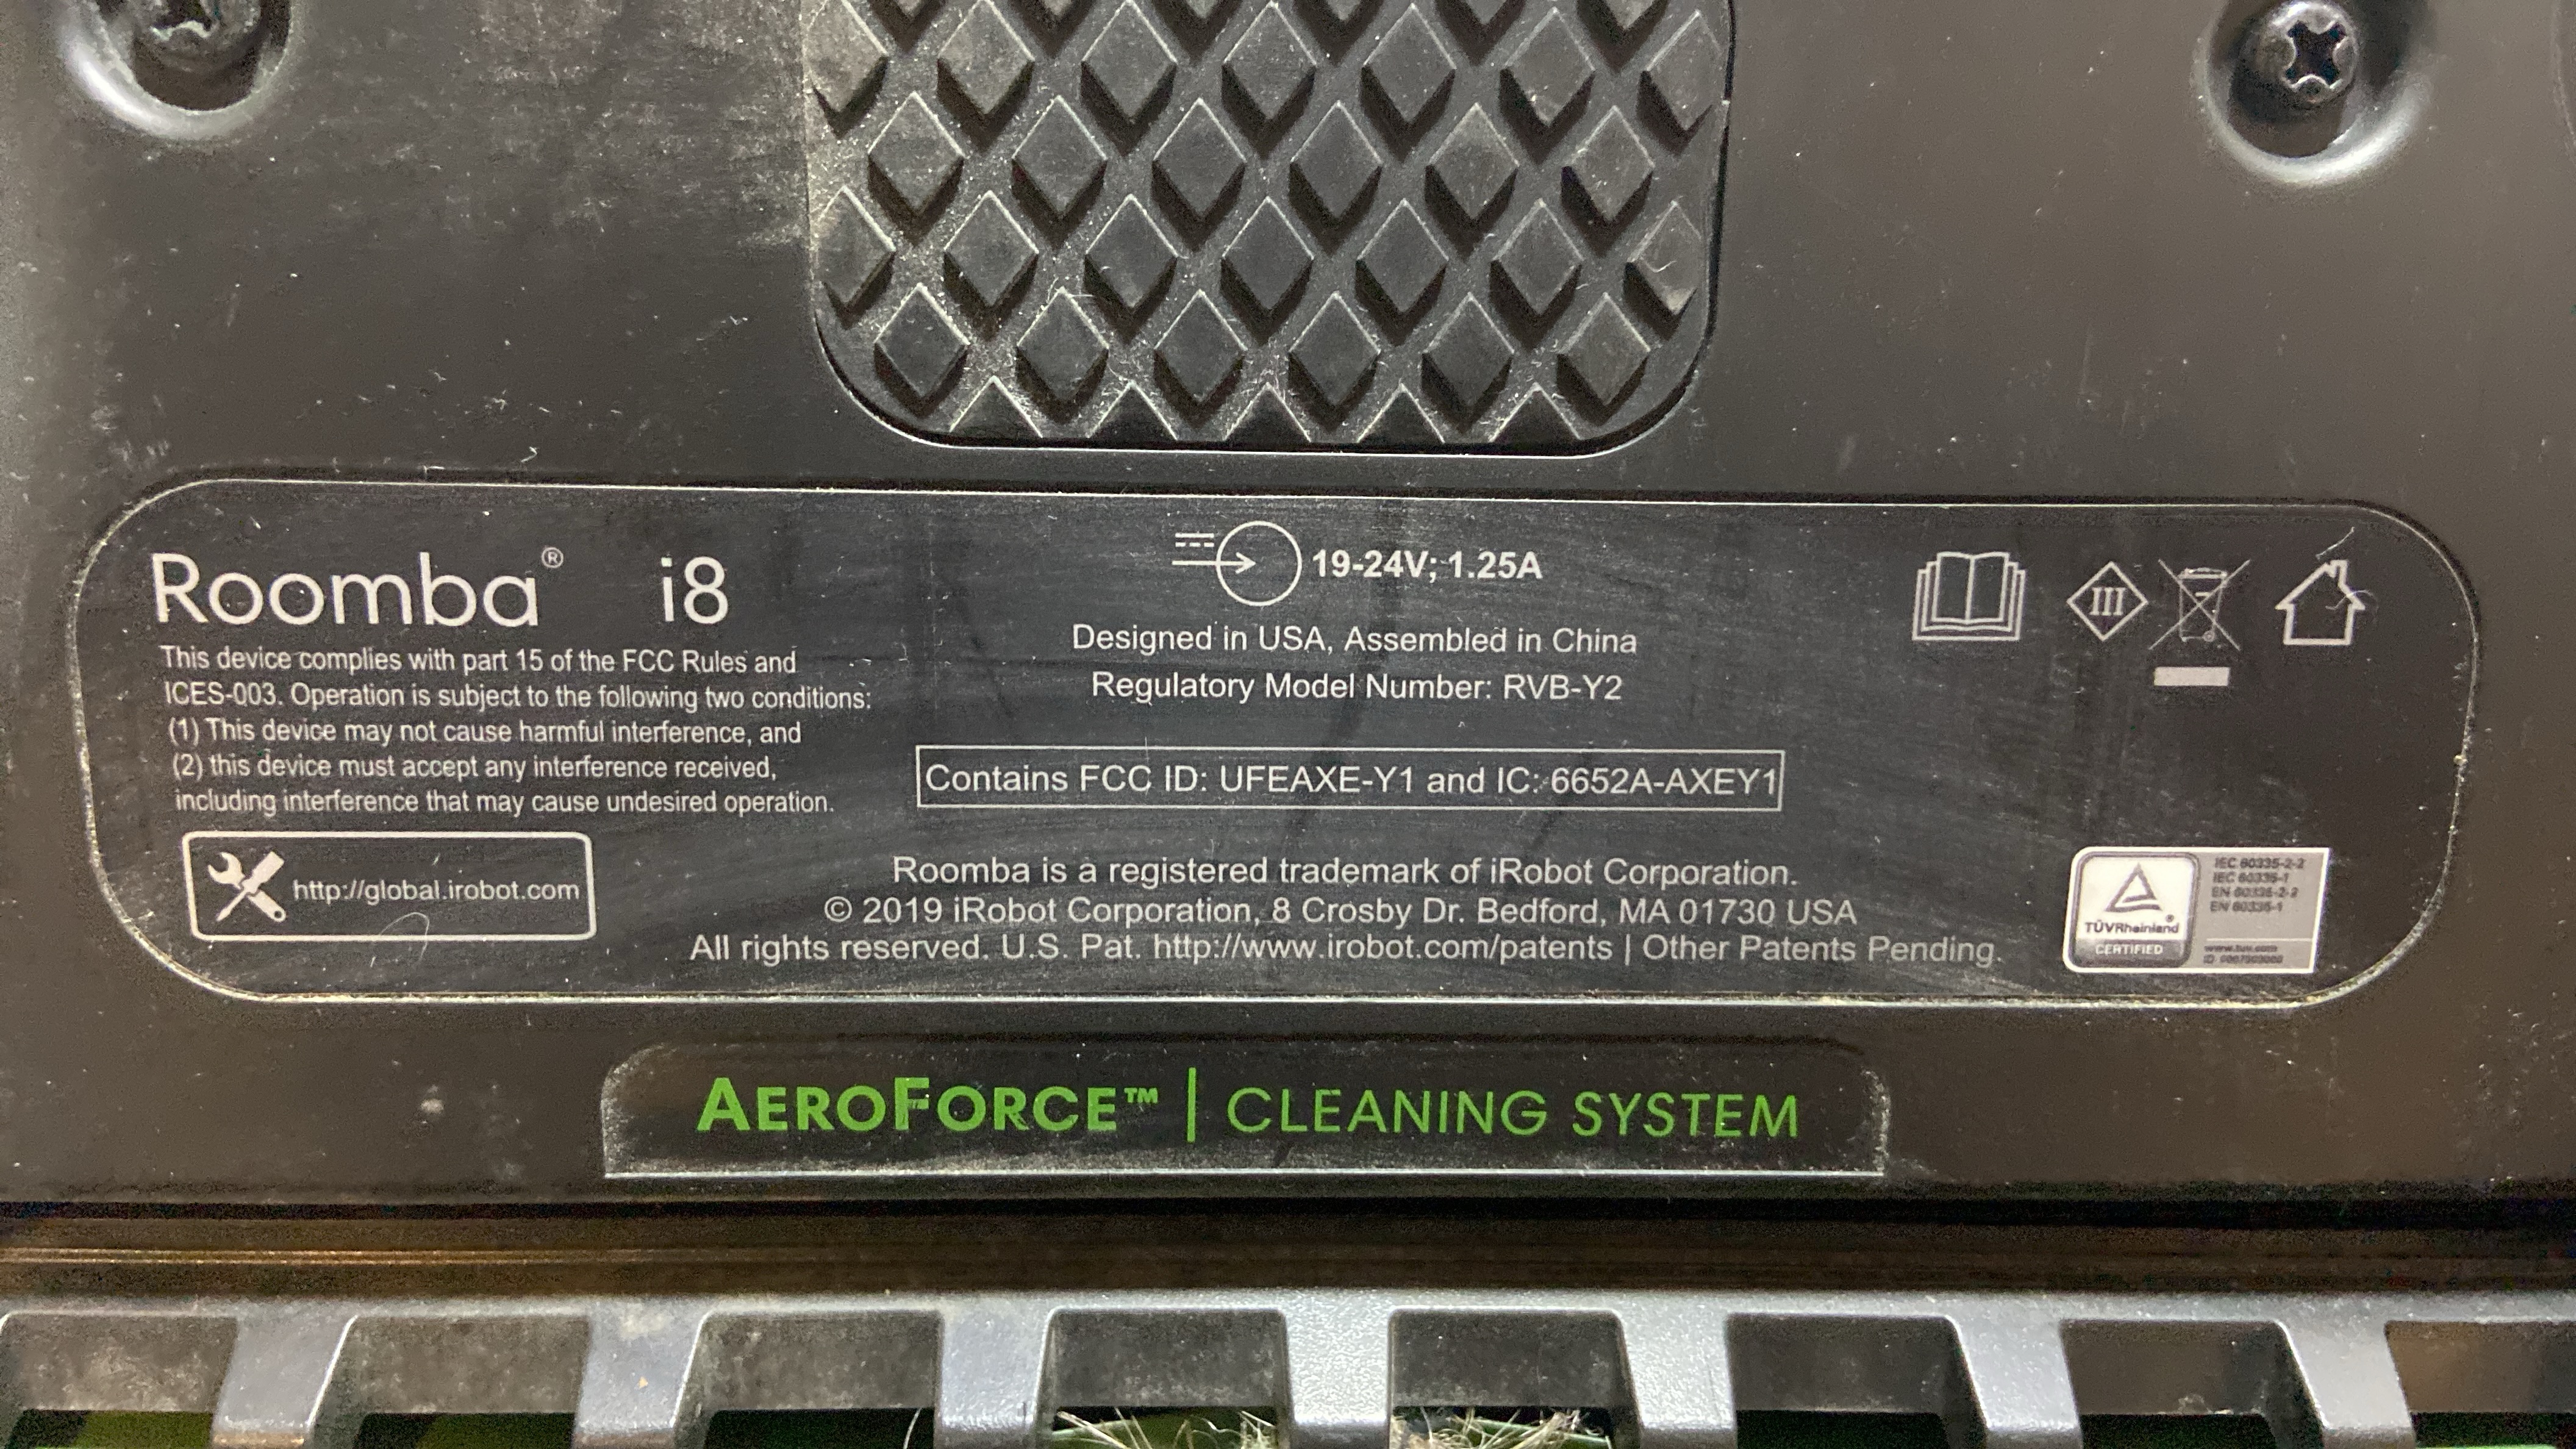 Roomba® i8
This device complies with part 15 of the FCC Rules and
ICES-003. Operation is subject to the following two conditions:
(1) This device may not cause harmful interference, and
(2) this device must accept any interference received,
including interference that may cause undesired operation.
http://global.irobot.com
19-24V; 1.25A
Designed in USA, Assembled in China
Regulatory Model Number: RVB-Y2
Contains FCC ID: UFEAXE-Y1 and IC: 6652A-AXEY1
Roomba is a registered trademark of iRobot Corporation.
© 2019 iRobot Corporation, 8 Crosby Dr. Bedford, MA 01730 USA
All rights reserved. U.S. Pat. http://www.irobot.com/patents | Other Patents Pending.
III
TÜVRheinland®
CERTIFIED
IEC 60335-2-2
IEC 60335-1
EN 60335-2-2
EN 60335-1
www.tuv.com
ID
AEROFORCE™ | CLEANING SYSTEM